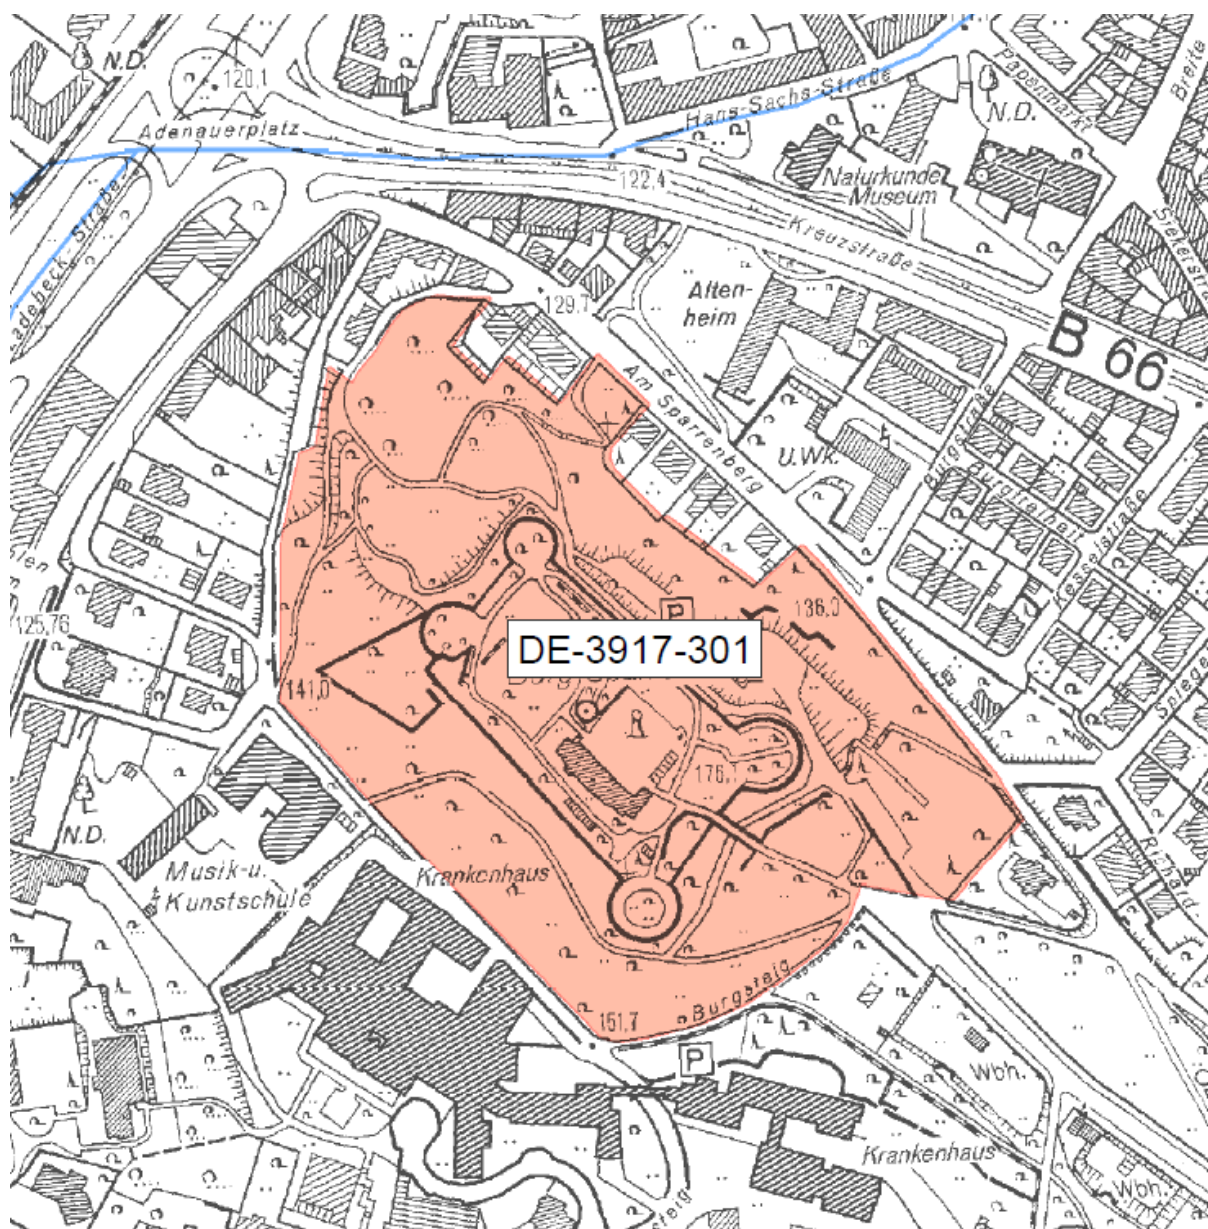 N.D.
120,1
Adenauerplatz
Hans-Sachs-Straße
Papenmarkt
Breite
N.D.
122,4
Naturkunde
Museum
Kreuzstraße
129,7
Alten-
heim
B 66
Am Sparrenberg
U.Wk.
Burgstraße
Kesselstraße
125,76
P
136,0
DE-3917-301
141,0
176,1
N.D.
Musik-u.
Kunstschule
Krankenhaus
Richard
Burgsteig
151,7
P
Wbh.
Krankenhaus
Wbh.